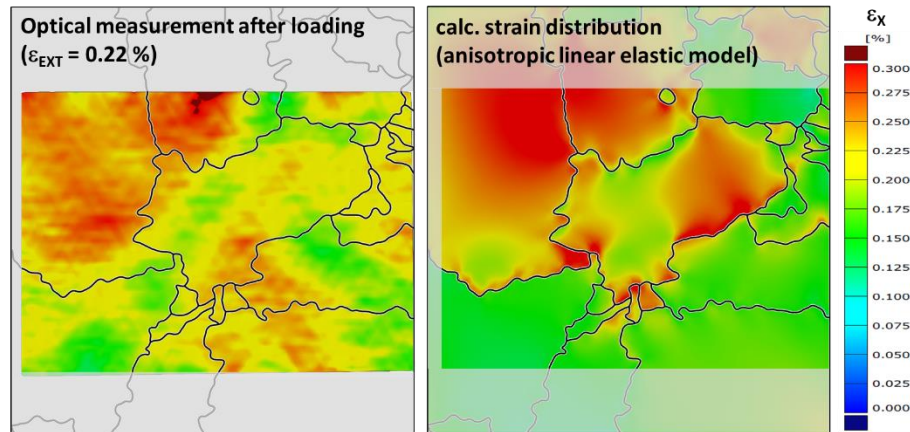 Optical measurement after loading
(εEXT = 0.22 %)
calc. strain distribution
(anisotropic linear elastic model)
εX
[%]
0.300
0.275
0.250
0.225
0.200
0.175
0.150
0.125
0.100
0.075
0.050
0.025
0.000